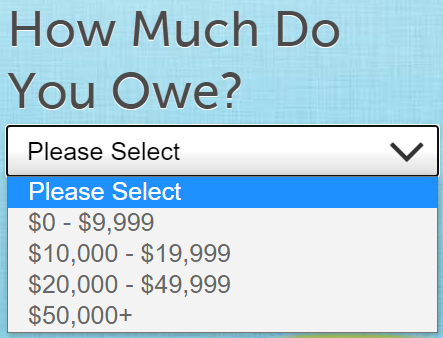 How Much Do
You Owe?
Please Select
Please Select
$0 - $9,999
$10,000 - $19,999
$20,000 - $49,999
$50,000+